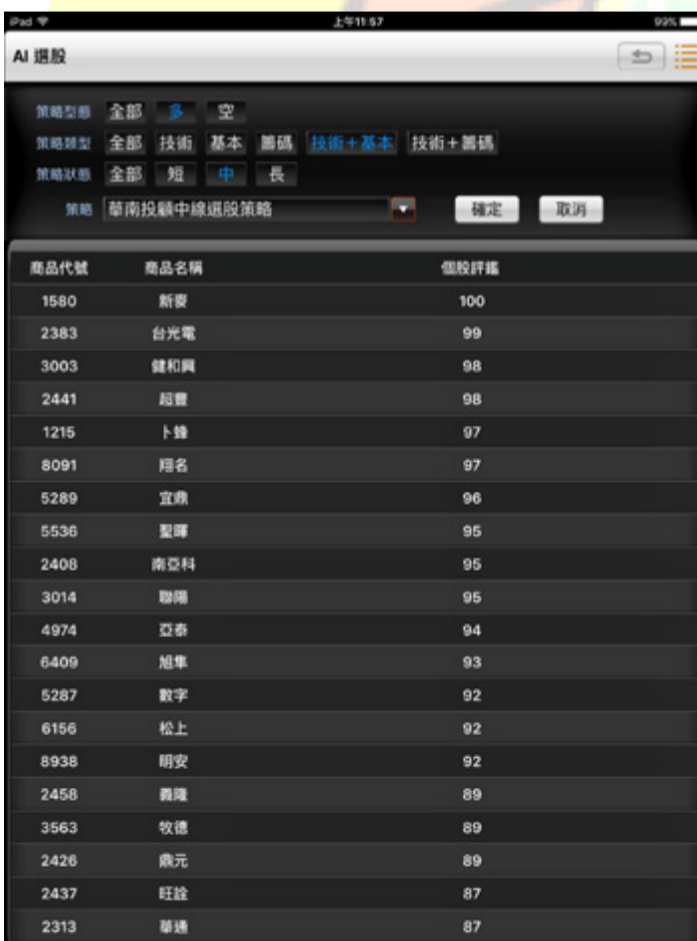 iPad 上午11:57 99%
AI 選股
策略型態 全部 多 空
策略類型 全部 技術 基本 籌碼 技術+基本 技術+籌碼
策略狀態 全部 短 中 長
策略 華南投顧中線選股策略 確定 取消
商品代號 商品名稱 個股評鑑
1580 新麥 100
2383 台光電 99
3003 健和興 98
2441 超豐 98
1215 卜蜂 97
8091 翔名 97
5289 宜鼎 96
5536 聖暉 95
2408 南亞科 95
3014 聯陽 95
4974 亞泰 94
6409 旭隼 93
5287 數字 92
6156 松上 92
8938 明安 92
2458 義隆 89
3563 牧德 89
2426 鼎元 89
2437 旺詮 87
2313 華通 87